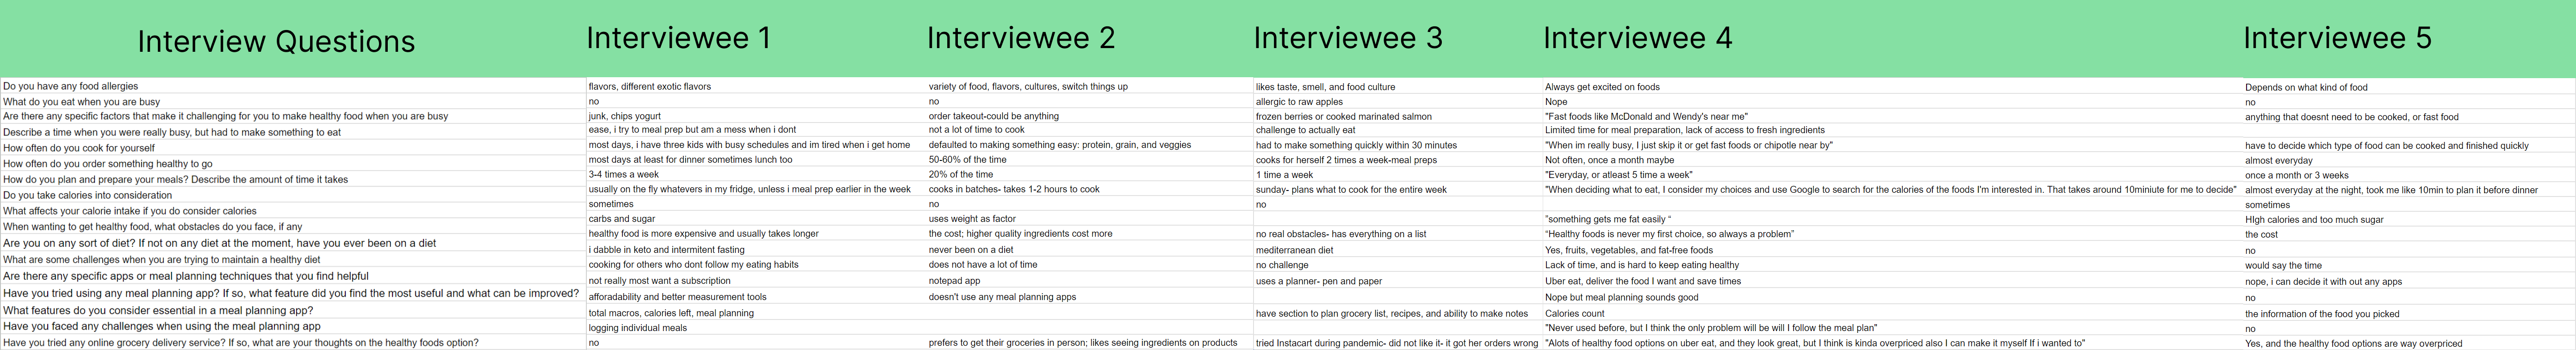 Interview Questions Interviewee 1 Interviewee 2 Interviewee 3 Interviewee 4 Interviewee 5
Do you have any food allergies flavors, different exotic flavors variety of food, flavors, cultures, switch things up likes taste, smell, and food culture Always get excited on foods Depends on what kind of food
What do you eat when you are busy no no allergic to raw apples Nope no
Are there any specific factors that make it challenging for you to make healthy food when you are busy junk, chips yogurt order takeout-could be anything frozen berries or cooked marinated salmon "Fast foods like McDonald and Wendy's near me" anything that doesnt need to be cooked, or fast food
Describe a time when you were really busy, but had to make something to eat ease, i try to meal prep but am a mess when i dont not a lot of time to cook challenge to actually eat Limited time for meal preparation, lack of access to fresh ingredients
How often do you cook for yourself most days, i have three kids with busy schedules and im tired when i get home defaulted to making something easy: protein, grain, and veggies had to make something quickly within 30 minutes "When im really busy, I just skip it or get fast foods or chipotle near by" have to decide which type of food can be cooked and finished quickly
How often do you order something healthy to go most days at least for dinner sometimes lunch too 50-60% of the time cooks for herself 2 times a week-meal preps Not often, once a month maybe almost everyday
How do you plan and prepare your meals? Describe the amount of time it takes 3-4 times a week 20% of the time 1 time a week "Everyday, or atleast 5 time a week" once a month or 3 weeks
Do you take calories into consideration usually on the fly whatevers in my fridge, unless i meal prep earlier in the week cooks in batches- takes 1-2 hours to cook sunday- plans what to cook for the entire week "When deciding what to eat, I consider my choices and use Google to search for the calories of the foods I'm interested in. That takes around 10miniute for me to decide" almost everyday at the night, took me like 10min to plan it before dinner
What affects your calorie intake if you do consider calories sometimes no no sometimes
When wanting to get healthy food, what obstacles do you face, if any carbs and sugar uses weight as factor "something gets me fat easily " HIgh calories and too much sugar
Are you on any sort of diet? If not on any diet at the moment, have you ever been on a diet healthy food is more expensive and usually takes longer the cost; higher quality ingredients cost more no real obstacles- has everything on a list "Healthy foods is never my first choice, so always a problem" the cost
What are some challenges when you are trying to maintain a healthy diet i dabble in keto and intermitent fasting never been on a diet mediterranean diet Yes, fruits, vegetables, and fat-free foods no
Are there any specific apps or meal planning techniques that you find helpful cooking for others who dont follow my eating habits does not have a lot of time no challenge Lack of time, and is hard to keep eating healthy would say the time
Have you tried using any meal planning app? If so, what feature did you find the most useful and what can be improved? not really most want a subscription notepad app uses a planner- pen and paper Uber eat, deliver the food I want and save times nope, i can decide it with out any apps
What features do you consider essential in a meal planning app? afforadability and better measurement tools doesn't use any meal planning apps Nope but meal planning sounds good no
Have you faced any challenges when using the meal planning app total macros, calories left, meal planning have section to plan grocery list, recipes, and ability to make notes Calories count the information of the food you picked
logging individual meals "Never used before, but I think the only problem will be will I follow the meal plan" no
Have you tried any online grocery delivery service? If so, what are your thoughts on the healthy foods option? no prefers to get their groceries in person; likes seeing ingredients on products tried Instacart during pandemic- did not like it- it got her orders wrong "Alots of healthy food options on uber eat, and they look great, but I think is kinda overpriced also I can make it myself If i wanted to" Yes, and the healthy food options are way overpriced